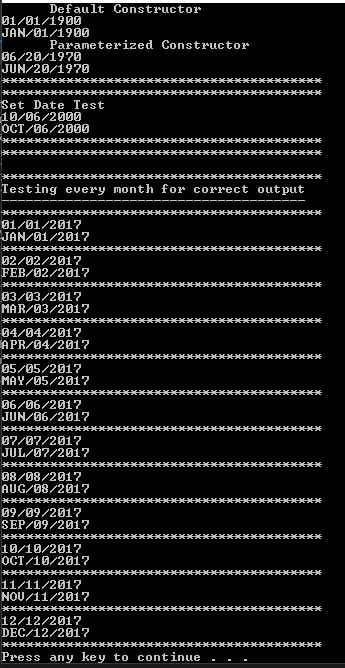 Default Constructor
01/01/1900
JAN/01/1900
Parameterized Constructor
06/20/1970
JUN/20/1970
****************************************
****************************************
Set Date Test
10/06/2000
OCT/06/2000
****************************************
****************************************
****************************************
Testing every month for correct output
--------------------------------------
****************************************
01/01/2017
JAN/01/2017
****************************************
02/02/2017
FEB/02/2017
****************************************
03/03/2017
MAR/03/2017
****************************************
04/04/2017
APR/04/2017
****************************************
05/05/2017
MAY/05/2017
****************************************
06/06/2017
JUN/06/2017
****************************************
07/07/2017
JUL/07/2017
****************************************
08/08/2017
AUG/08/2017
****************************************
09/09/2017
SEP/09/2017
****************************************
10/10/2017
OCT/10/2017
****************************************
11/11/2017
NOV/11/2017
****************************************
12/12/2017
DEC/12/2017
****************************************
Press any key to continue . . .